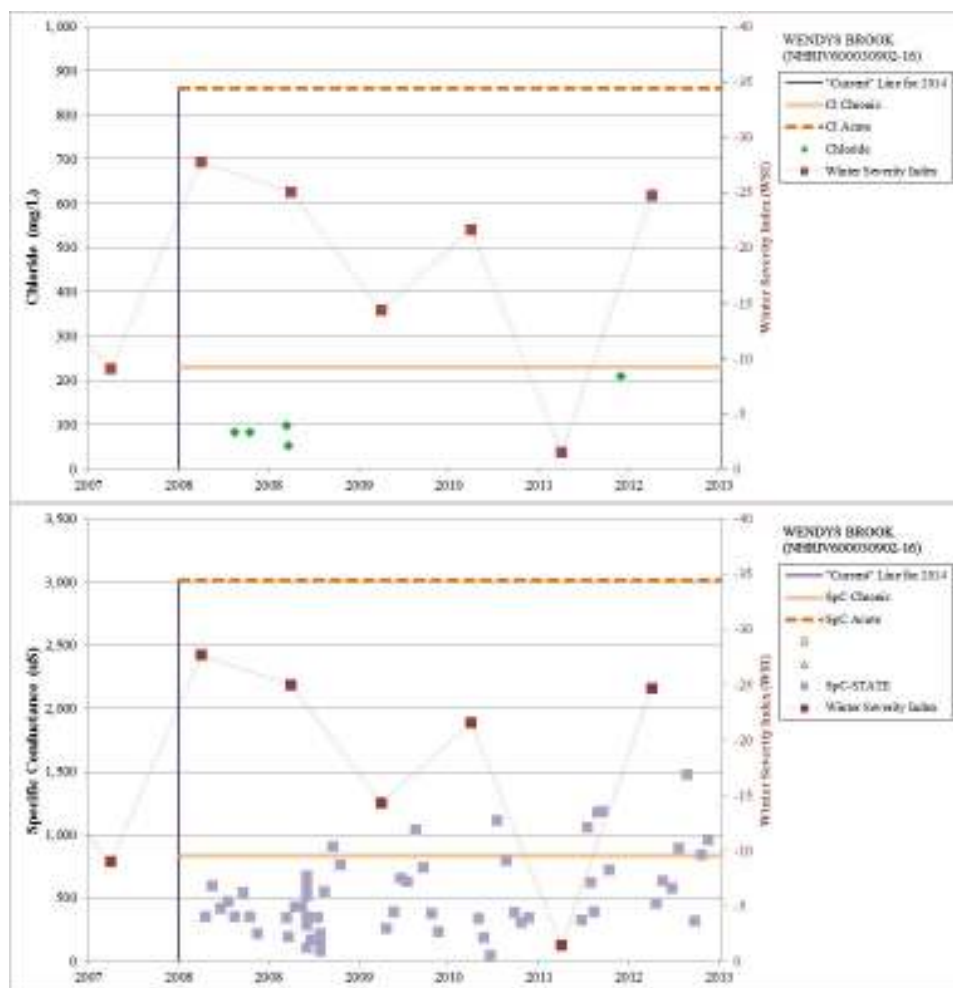 1,000
900
800
700
600
500
400
300
200
100
0
Chloride (mg/L)
2007
2008
2008
2009
2010
2011
2012
2013
-40
-35
-30
-25
-20
-15
-10
-5
0
Winter Severity Index (WSI)
WENDYS BROOK
(NHRIV600030902-16)
"Current" Line for 2014
Cl Chronic
Cl Acute
Chloride
Winter Severity Index
3,500
3,000
2,500
2,000
1,500
1,000
500
0
Specific Conductance (uS)
2007
2008
2008
2009
2010
2011
2012
2013
-40
-35
-30
-25
-20
-15
-10
-5
0
Winter Severity Index (WSI)
WENDYS BROOK
(NHRIV600030902-16)
"Current" Line for 2014
SpC Chronic
SpC Acute
SpC-STATE
Winter Severity Index